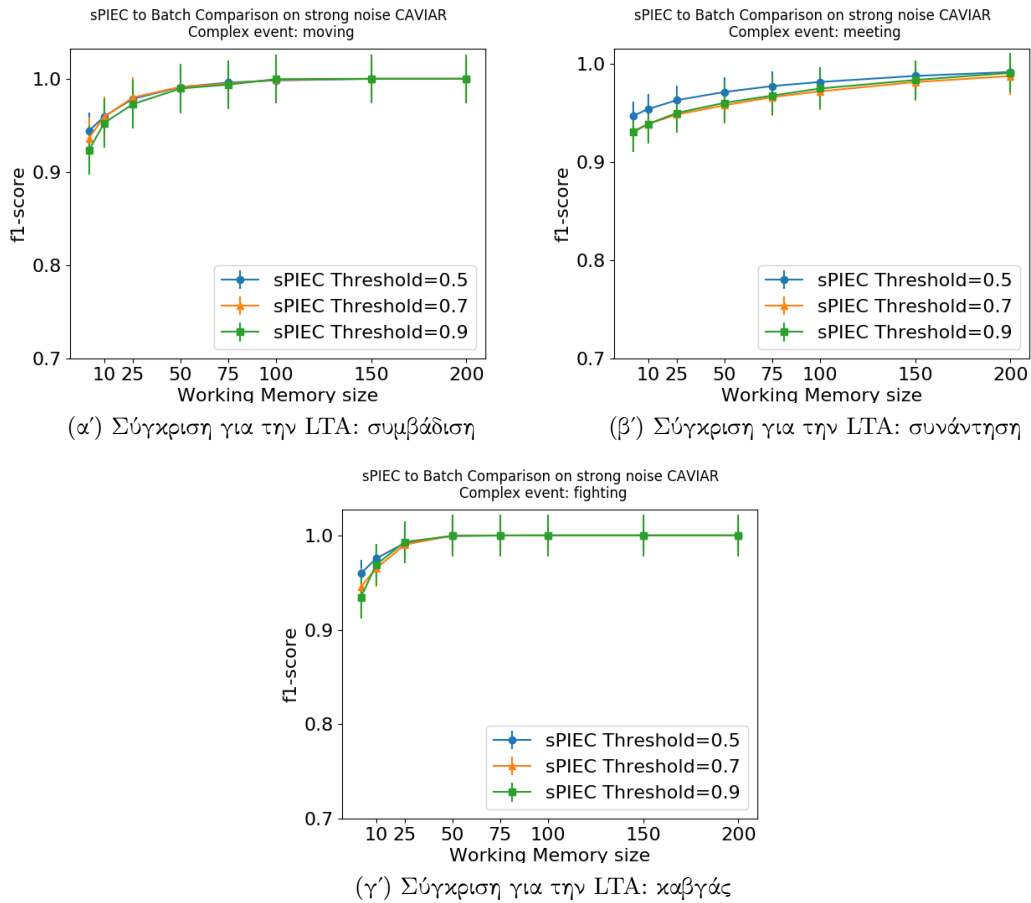 sPIEC to Batch Comparison on strong noise CAVIAR
Complex event: moving
1.0
0.9
0.8
0.7
f1-score
sPIEC Threshold=0.5
sPIEC Threshold=0.7
sPIEC Threshold=0.9
10 25 50 75 100 150 200
Working Memory size
(αʹ) Σύγκριση για την LTA: συμβάδιση
sPIEC to Batch Comparison on strong noise CAVIAR
Complex event: meeting
1.0
0.9
0.8
0.7
f1-score
sPIEC Threshold=0.5
sPIEC Threshold=0.7
sPIEC Threshold=0.9
10 25 50 75 100 150 200
Working Memory size
(βʹ) Σύγκριση για την LTA: συνάντηση
sPIEC to Batch Comparison on strong noise CAVIAR
Complex event: fighting
1.0
0.9
0.8
0.7
f1-score
sPIEC Threshold=0.5
sPIEC Threshold=0.7
sPIEC Threshold=0.9
10 25 50 75 100 150 200
Working Memory size
(γʹ) Σύγκριση για την LTA: καβγάς